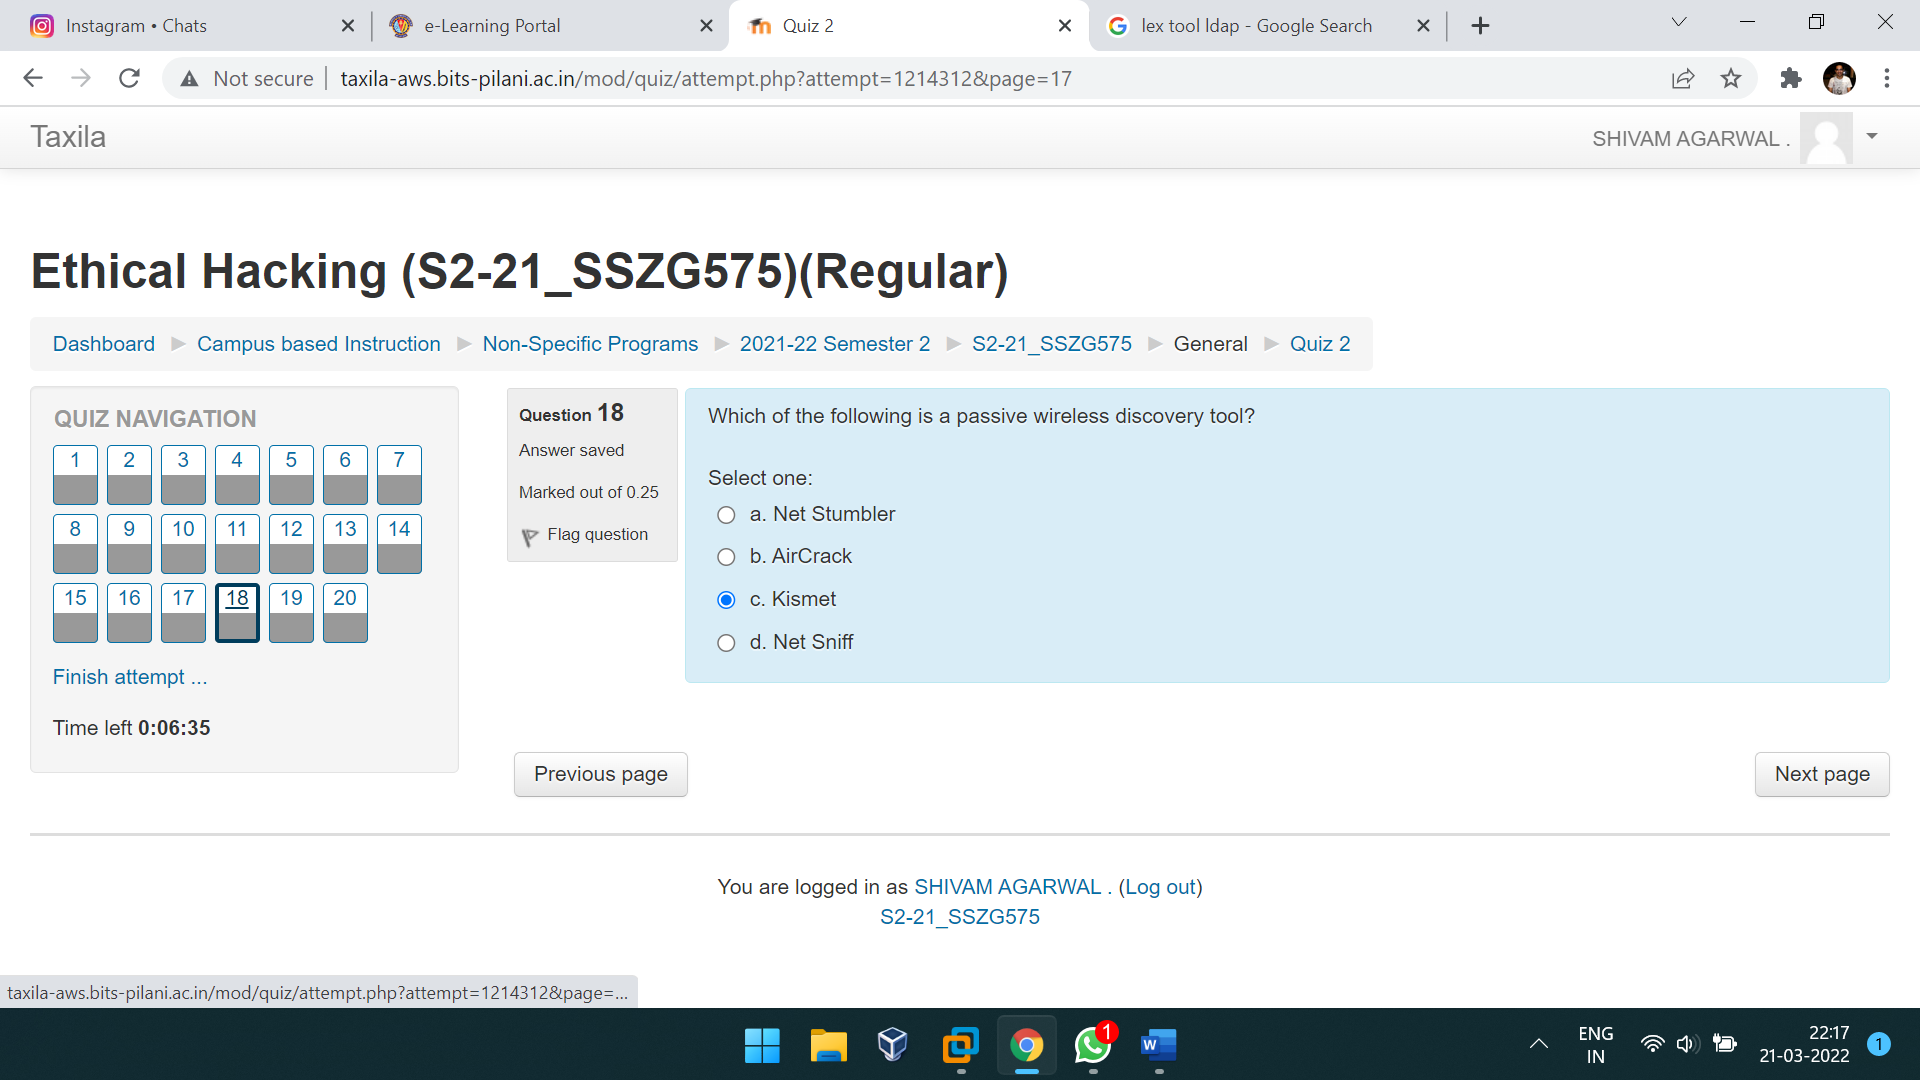 Instagram • Chats
e-Learning Portal
Quiz 2
lex tool ldap - Google Search
Not secure
taxila-aws.bits-pilani.ac.in/mod/quiz/attempt.php?attempt=1214312&page=17
Taxila
SHIVAM AGARWAL .
Ethical Hacking (S2-21_SSZG575)(Regular)
Dashboard
Campus based Instruction
Non-Specific Programs
2021-22 Semester 2
S2-21_SSZG575
General
Quiz 2
QUIZ NAVIGATION
1 2 3 4 5 6 7
8 9 10 11 12 13 14
15 16 17 18 19 20
Finish attempt ...
Time left 0:06:35
Question 18
Answer saved
Marked out of 0.25
Flag question
Which of the following is a passive wireless discovery tool?
Select one:
a. Net Stumbler
b. AirCrack
c. Kismet
d. Net Sniff
Previous page
Next page
You are logged in as SHIVAM AGARWAL . (Log out)
S2-21_SSZG575
taxila-aws.bits-pilani.ac.in/mod/quiz/attempt.php?attempt=1214312&page=...
1
W
ENG
IN
22:17
21-03-2022
1